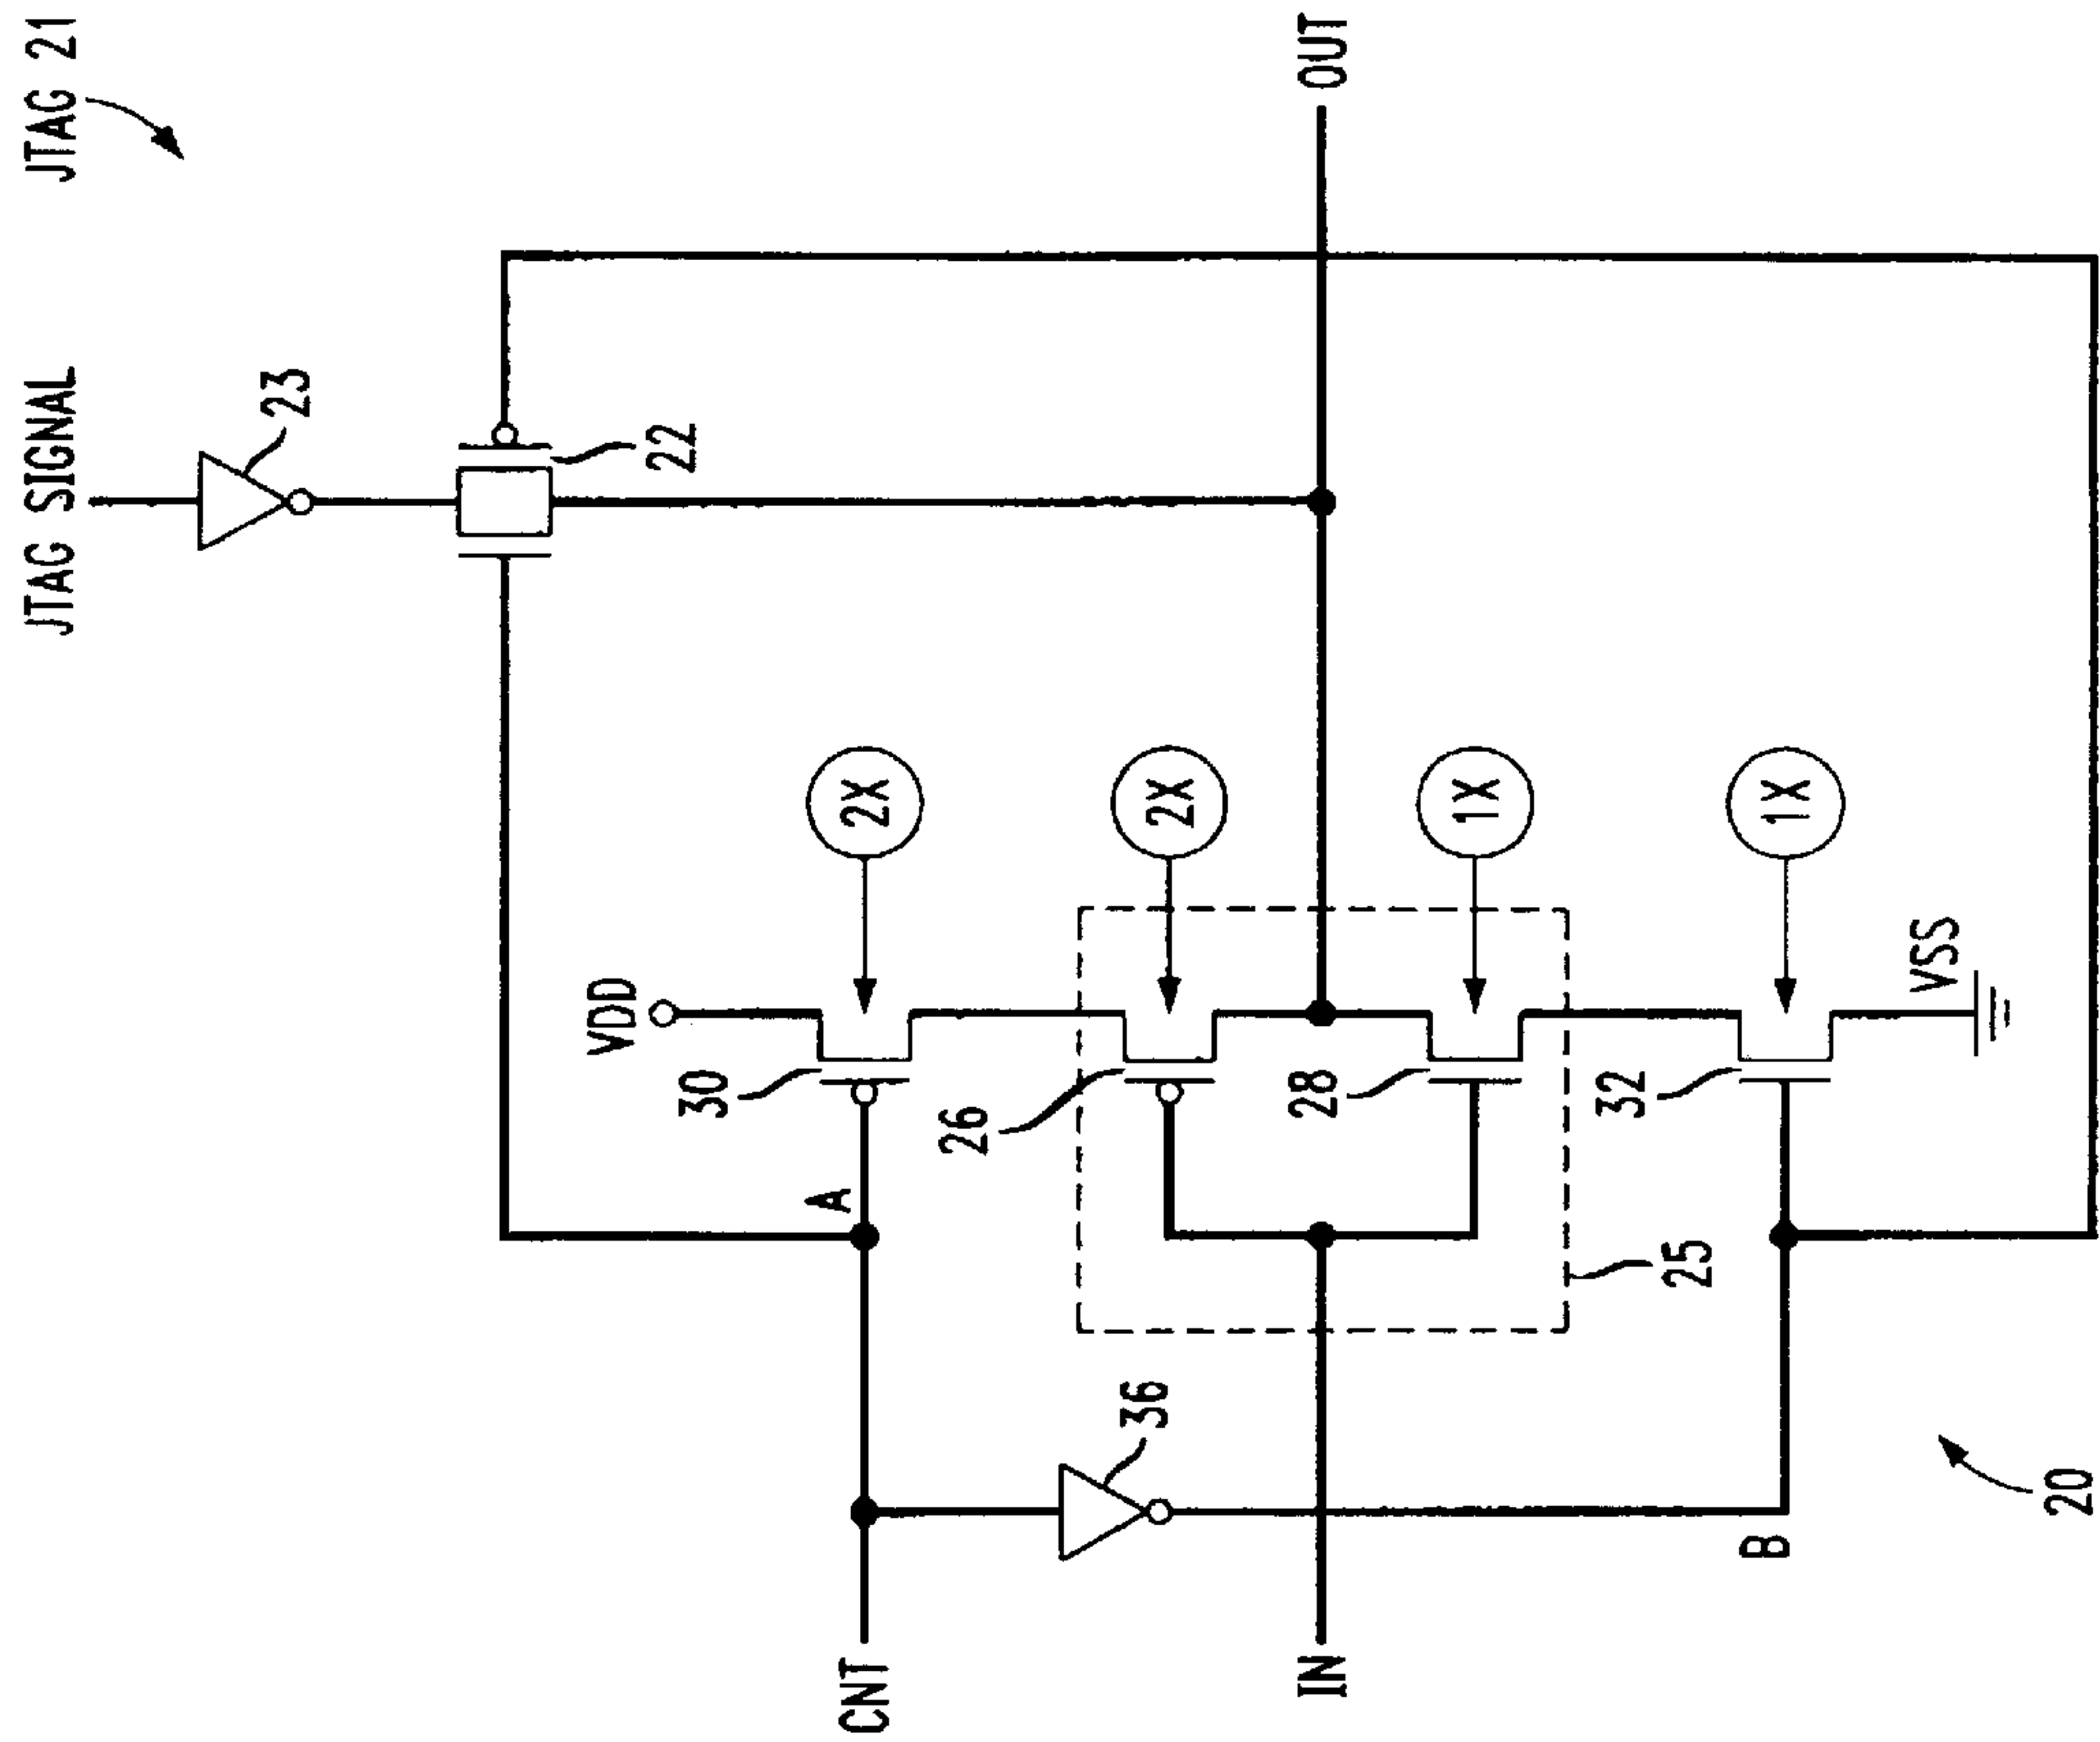 JTAG 21
JTAG SIGNAL
23
22
OUT
VDD
30
2X
A
26
2X
28
1X
25
32
1X
VSS
36
CNT
IN
B
20